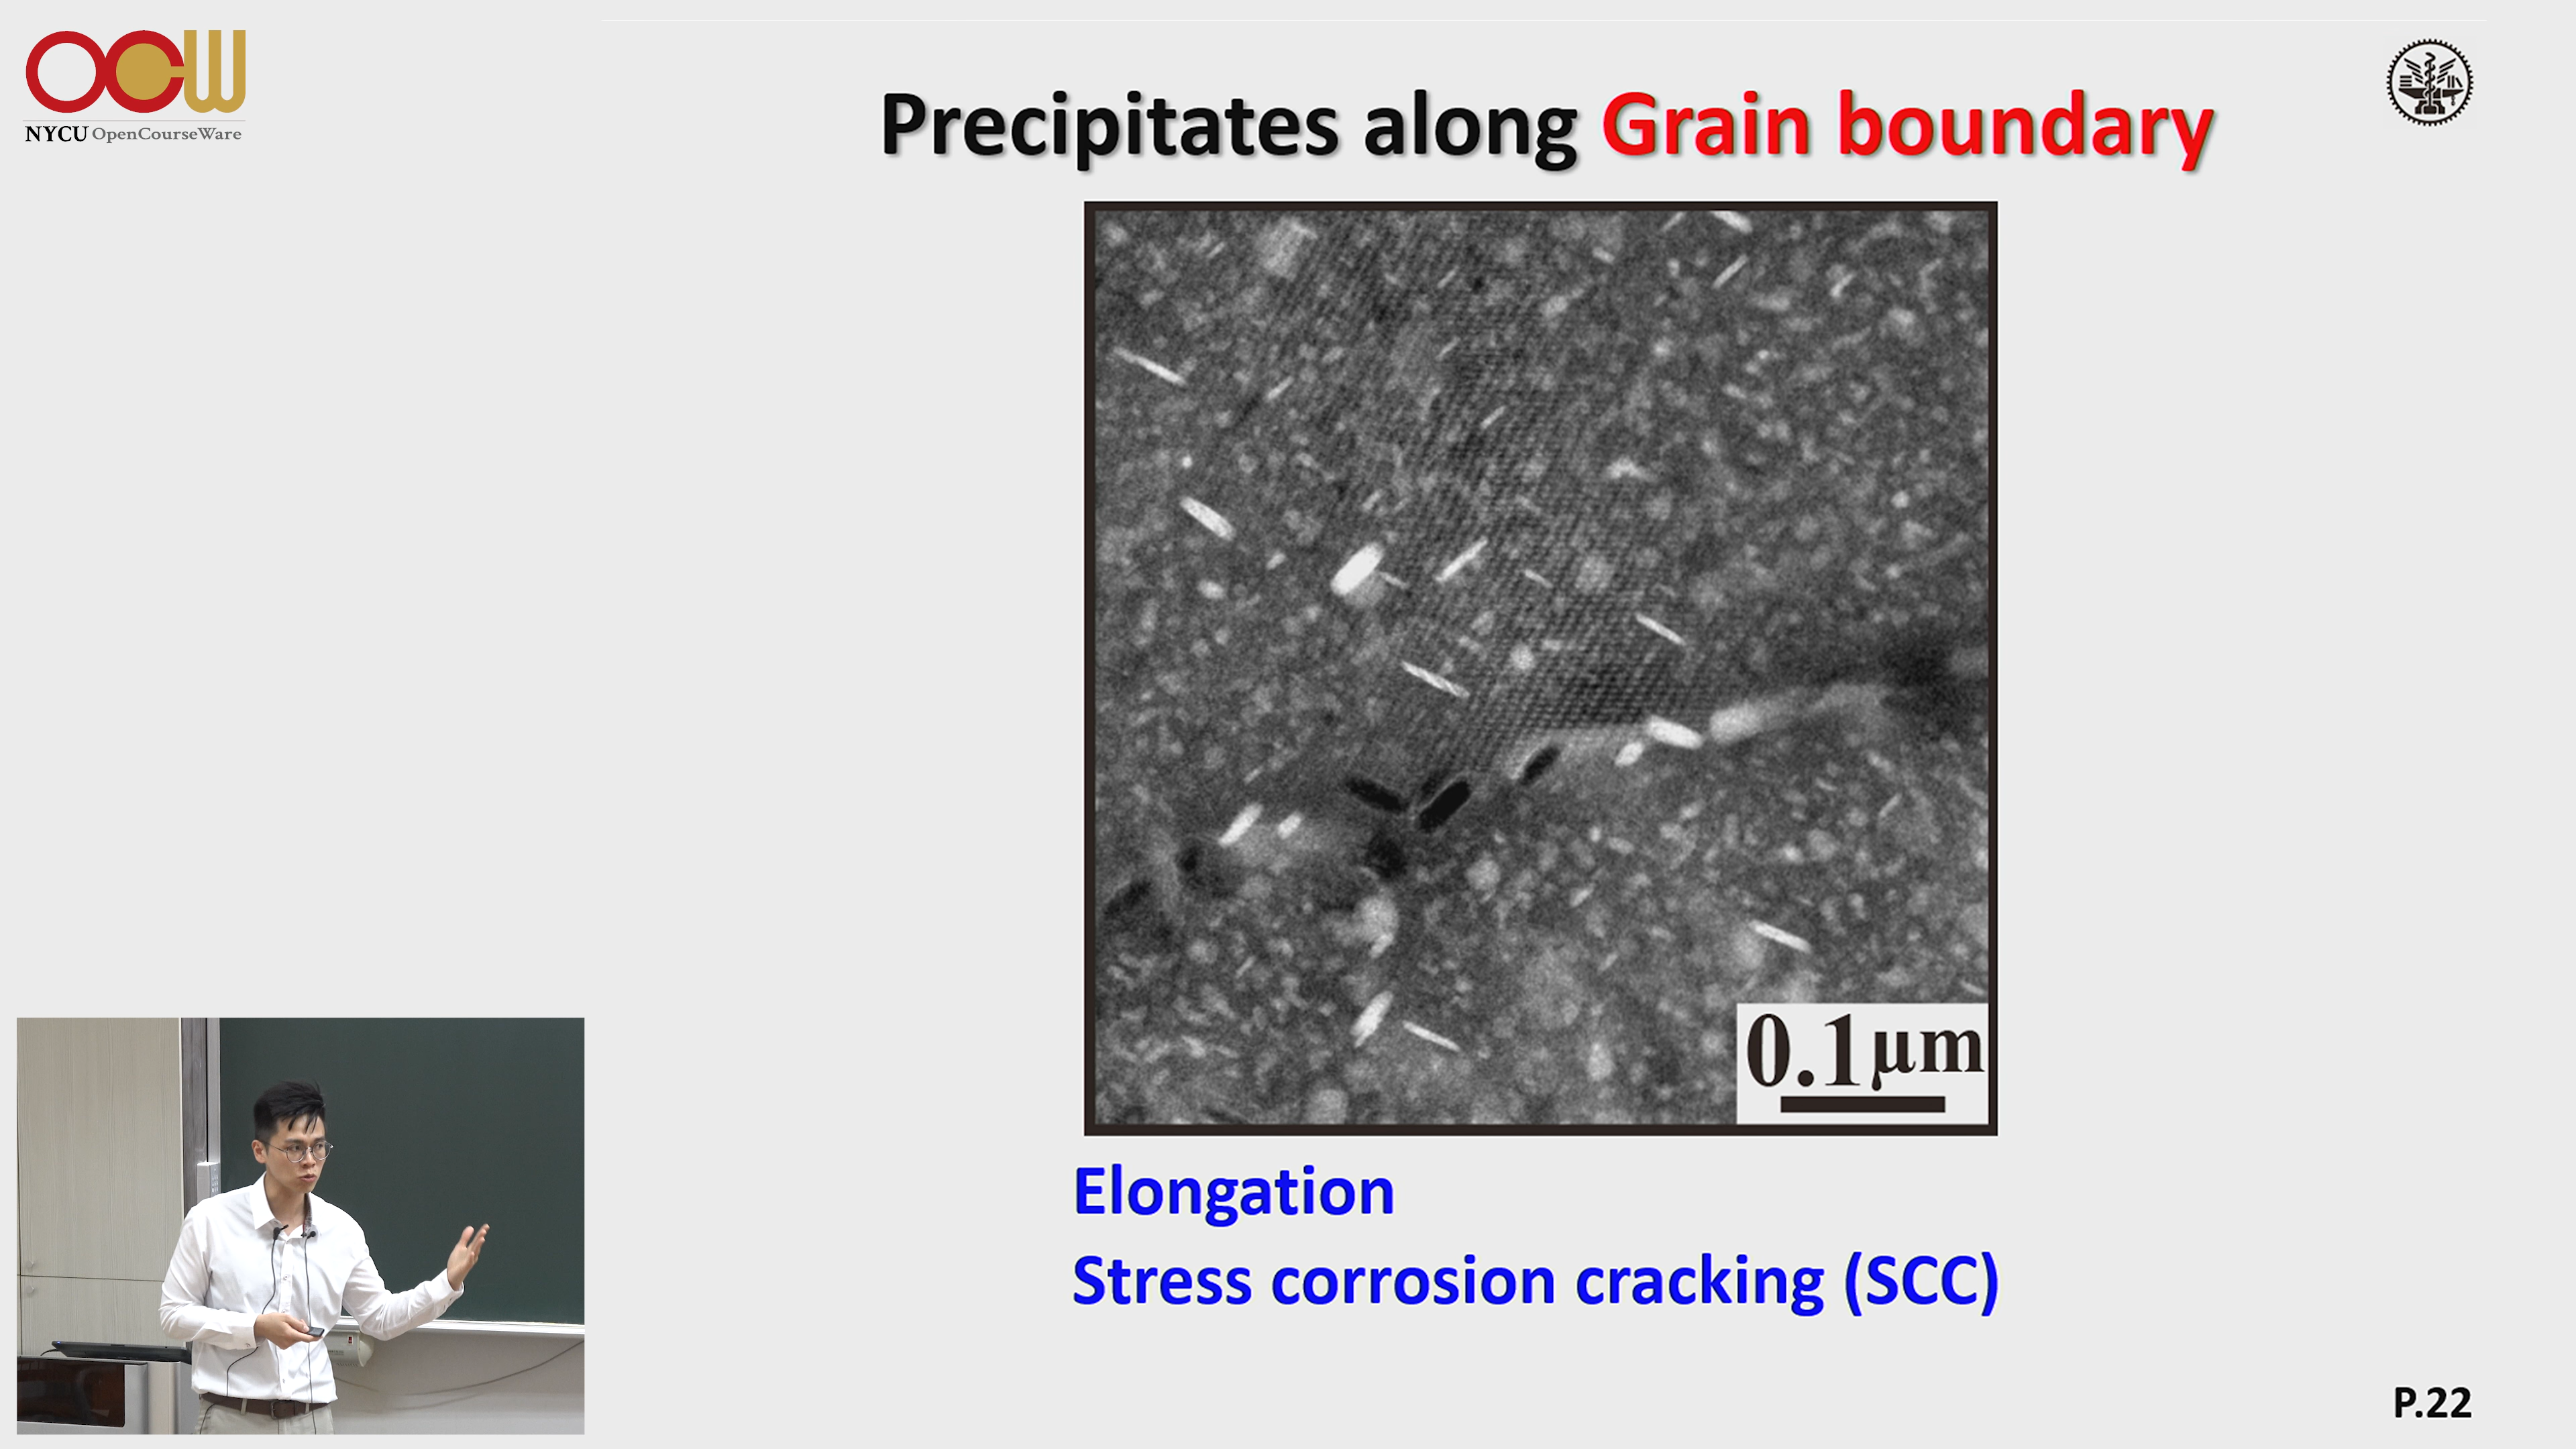 OCW
NYCU OpenCourseWare
Precipitates along Grain boundary
0.1μm
Elongation
Stress corrosion cracking (SCC)
P.22